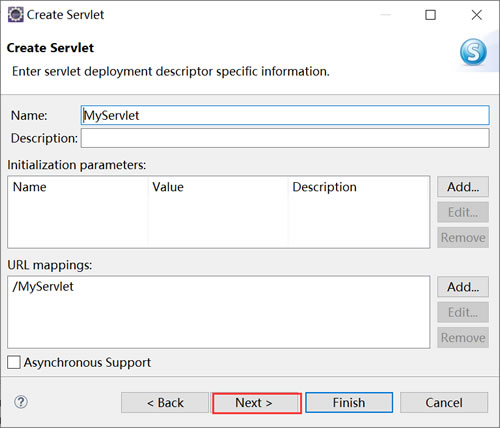 Create Servlet
Create Servlet
Enter servlet deployment descriptor specific information.
S
Name: MyServlet
Description:
Initialization parameters:
Name Value Description
Add...
Edit...
Remove
URL mappings:
/MyServlet
Add...
Edit...
Remove
Asynchronous Support
? < Back Next > Finish Cancel